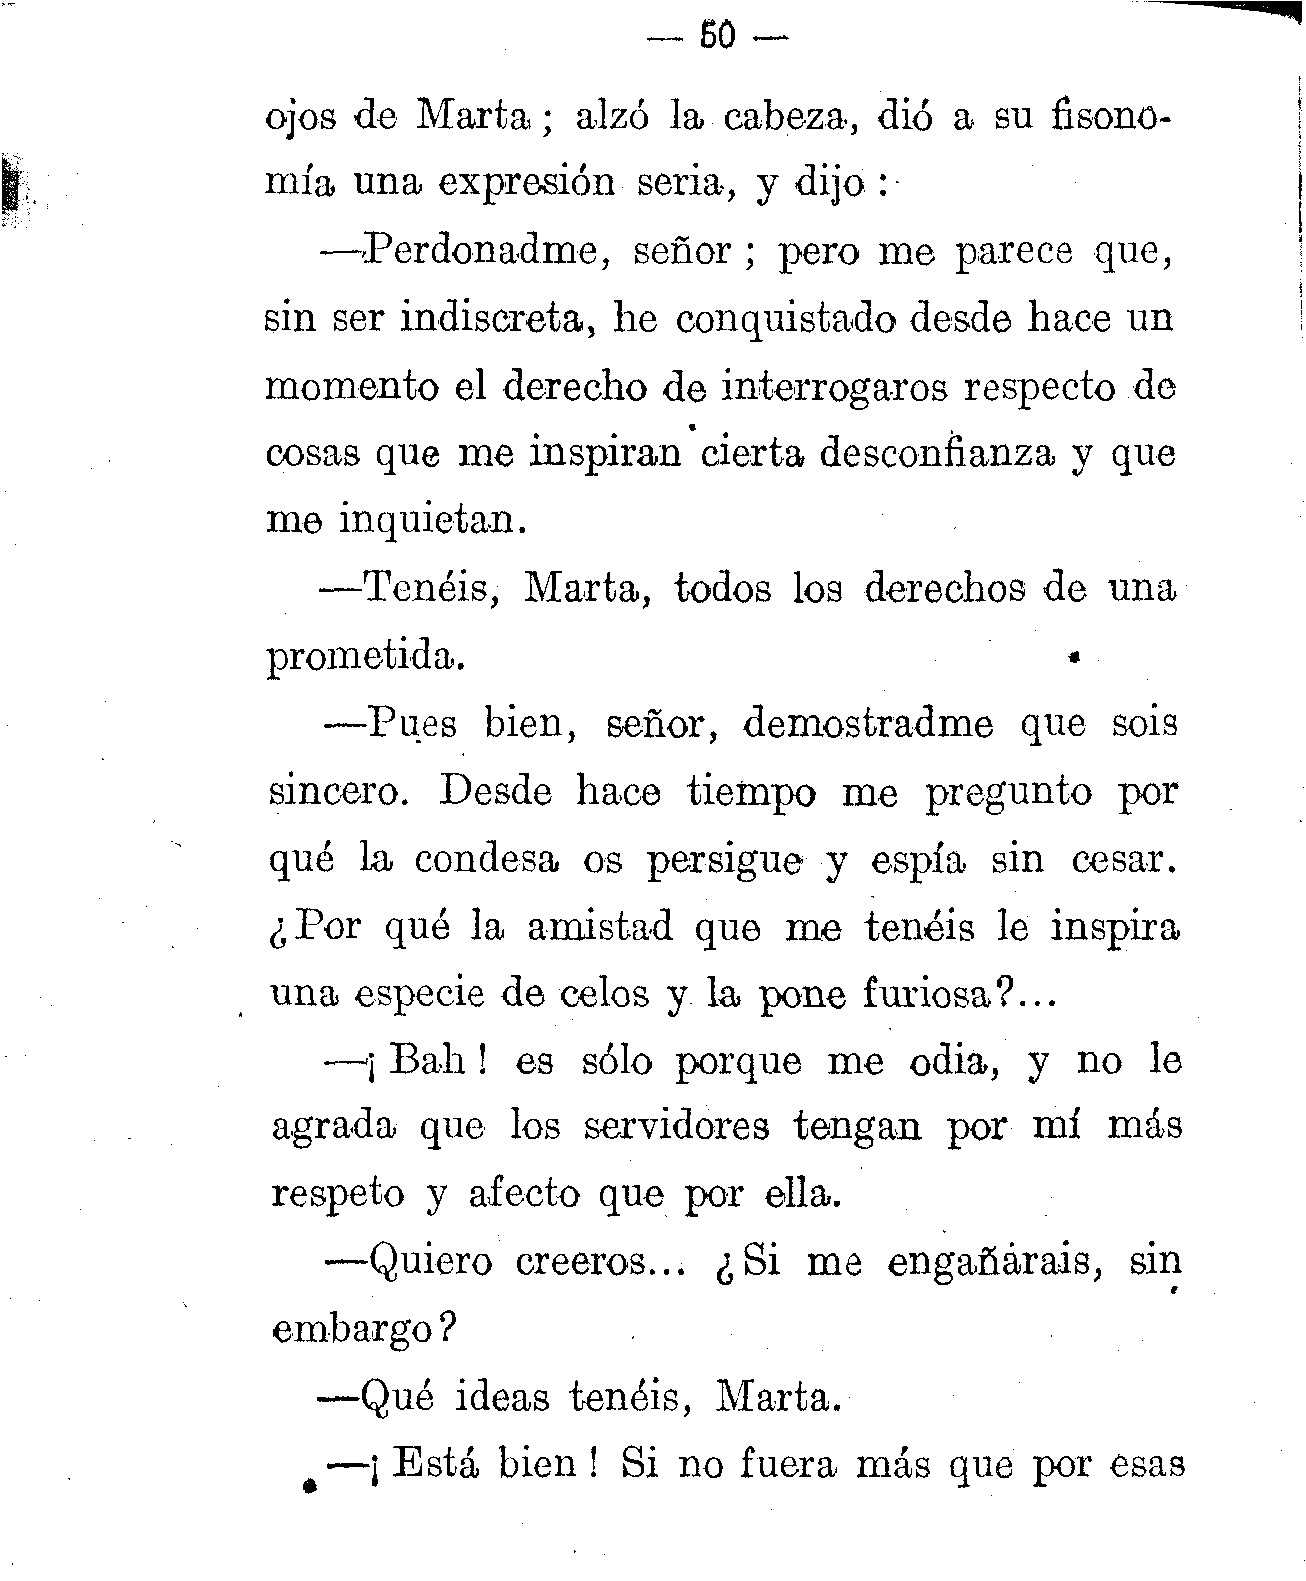 — 50 —
ojos de Marta; alzó la cabeza, dió a su fisono-
mía una expresión seria, y dijo:
—Perdonadme, señor; pero me parece que,
sin ser indiscreta, he conquistado desde hace un
momento el derecho de interrogaros respecto de
cosas que me inspiran cierta desconfianza y que
me inquietan.
—Tenéis, Marta, todos los derechos de una
prometida.
—Pues bien, señor, demostradme que sois
sincero. Desde hace tiempo me pregunto por
qué la condesa os persigue y espía sin cesar.
¿Por qué la amistad que me tenéis le inspira
una especie de celos y la pone furiosa?...
—¡Bah! es sólo porque me odia, y no le
agrada que los servidores tengan por mí más
respeto y afecto que por ella.
—Quiero creeros... ¿Si me engañárais, sin
embargo?
—Qué ideas tenéis, Marta.
—¡Está bien! Si no fuera más que por esas